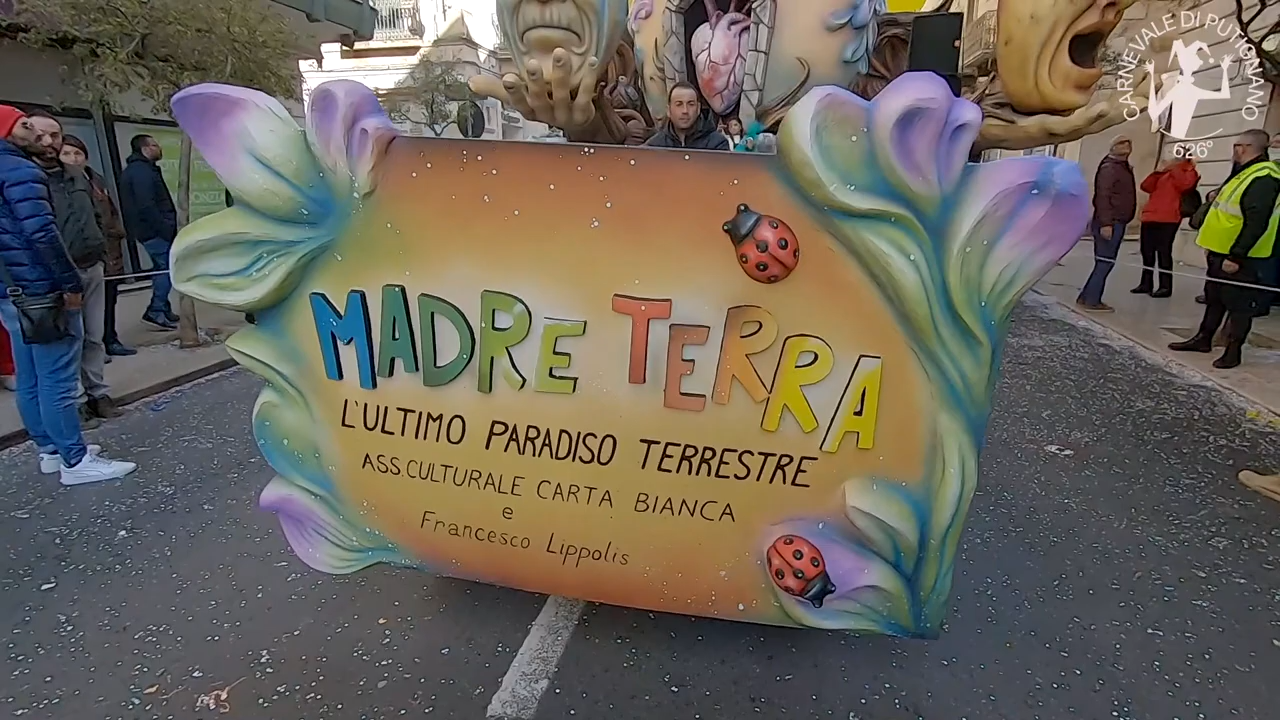 CARNEVALE DI PUTIGNANO
626°
MADRE TERRA
L'ULTIMO PARADISO TERRESTRE
ASS.CULTURALE CARTA BIANCA
e
Francesco Lippolis